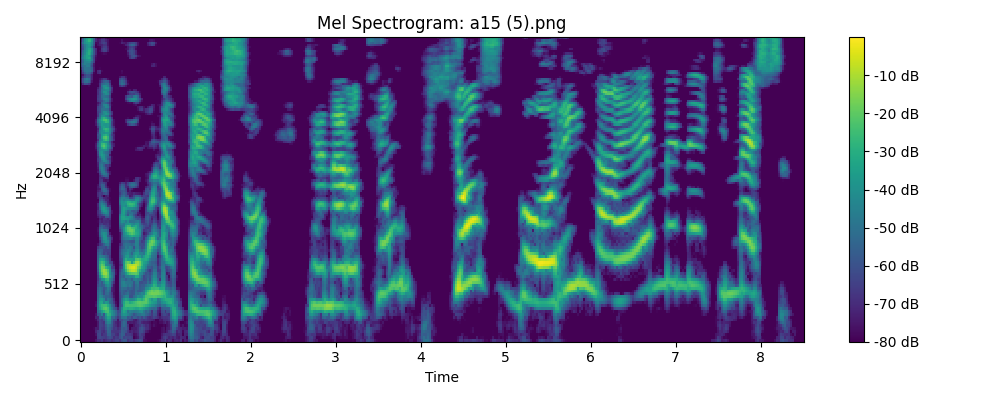 Mel Spectrogram: a15 (5).png
8192
4096
2048
1024
512
0
Hz
0 1 2 3 4 5 6 7 8
Time
-10 dB
-20 dB
-30 dB
-40 dB
-50 dB
-60 dB
-70 dB
-80 dB